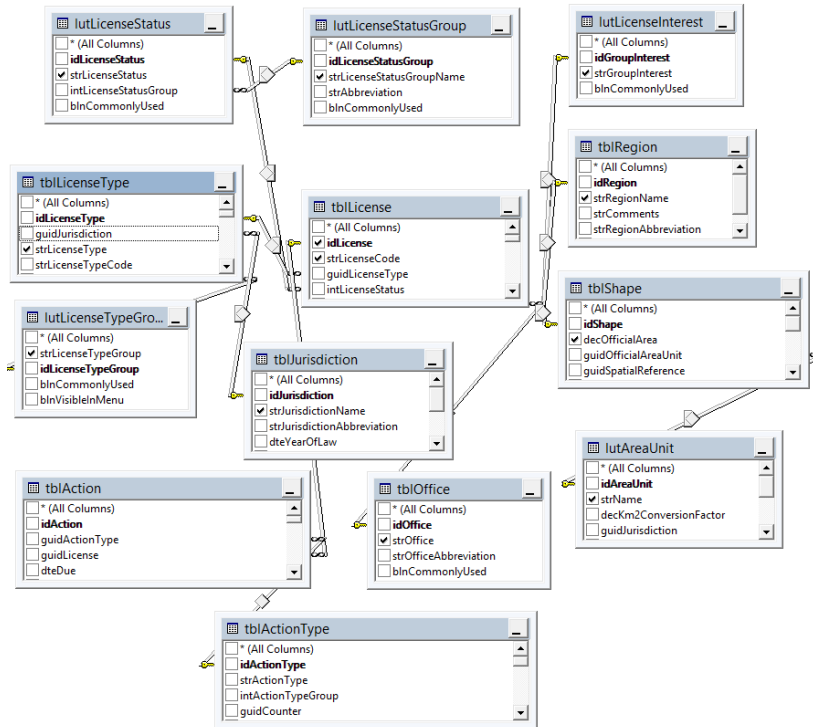 lutLicenseStatus
* (All Columns)
idLicenseStatus
strLicenseStatus
intLicenseStatusGroup
blnCommonlyUsed
lutLicenseStatusGroup
* (All Columns)
idLicenseStatusGroup
strLicenseStatusGroupName
strAbbreviation
blnCommonlyUsed
lutLicenseInterest
* (All Columns)
idGroupInterest
strGroupInterest
blnCommonlyUsed
tblRegion
* (All Columns)
idRegion
strRegionName
strComments
strRegionAbbreviation
tblLicenseType
* (All Columns)
idLicenseType
guidJurisdiction
strLicenseType
strLicenseTypeCode
tblLicense
* (All Columns)
idLicense
strLicenseCode
guidLicenseType
intLicenseStatus
tblShape
* (All Columns)
idShape
decOfficialArea
guidOfficialAreaUnit
guidSpatialReference
lutLicenseTypeGro...
* (All Columns)
strLicenseTypeGroup
idLicenseTypeGroup
blnCommonlyUsed
blnVisibleInMenu
tblJurisdiction
* (All Columns)
idJurisdiction
strJurisdictionName
strJurisdictionAbbreviation
dteYearOfLaw
lutAreaUnit
* (All Columns)
idAreaUnit
strName
decKm2ConversionFactor
guidJurisdiction
tblAction
* (All Columns)
idAction
guidActionType
guidLicense
dteDue
tblOffice
* (All Columns)
idOffice
strOffice
strOfficeAbbreviation
blnCommonlyUsed
tblActionType
* (All Columns)
idActionType
strActionType
intActionTypeGroup
guidCounter